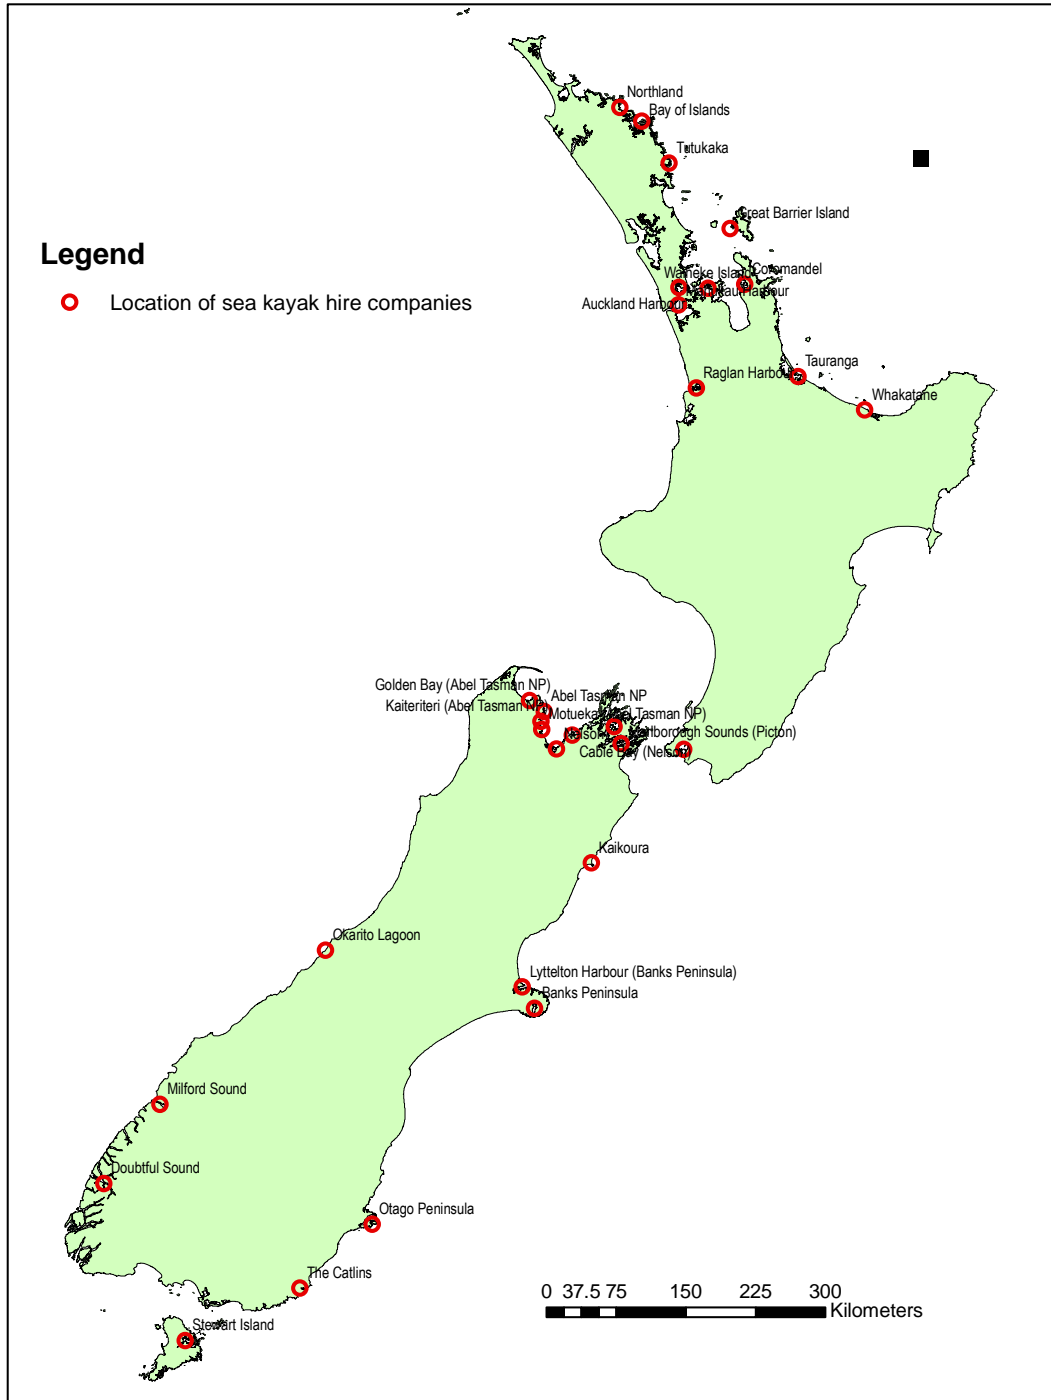 Northland
Bay of Islands
Tutukaka
Great Barrier Island
Legend
Location of sea kayak hire companies
Waiheke Island
Coromandel
Manukau Harbour
Auckland Harbour
Tauranga
Raglan Harbour
Whakatane
Golden Bay (Abel Tasman NP)
Abel Tasman NP
Kaiteriteri (Abel Tasman NP)
Motueka (Abel Tasman NP)
Nelson
Marlborough Sounds (Picton)
Cable Bay (Nelson)
Kaikoura
Okarito Lagoon
Lyttelton Harbour (Banks Peninsula)
Banks Peninsula
Milford Sound
Doubtful Sound
Otago Peninsula
The Catlins
0 37.5 75 150 225 300
Kilometers
Stewart Island